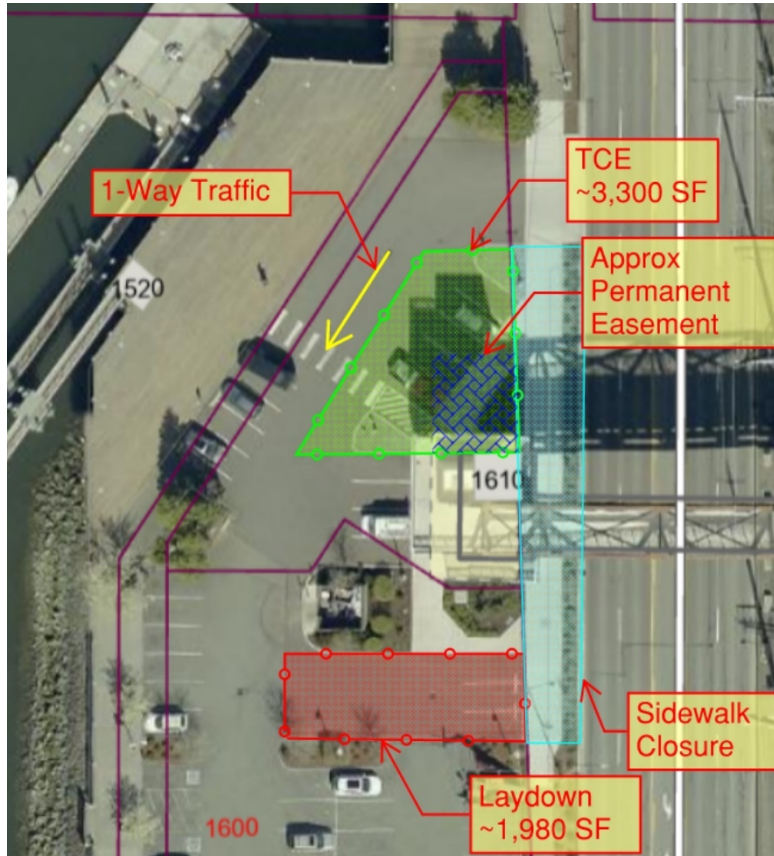 TCE
~3,300 SF
1-Way Traffic
Approx
Permanent
Easement
1520
1610
Sidewalk
Closure
Laydown
~1,980 SF
1600